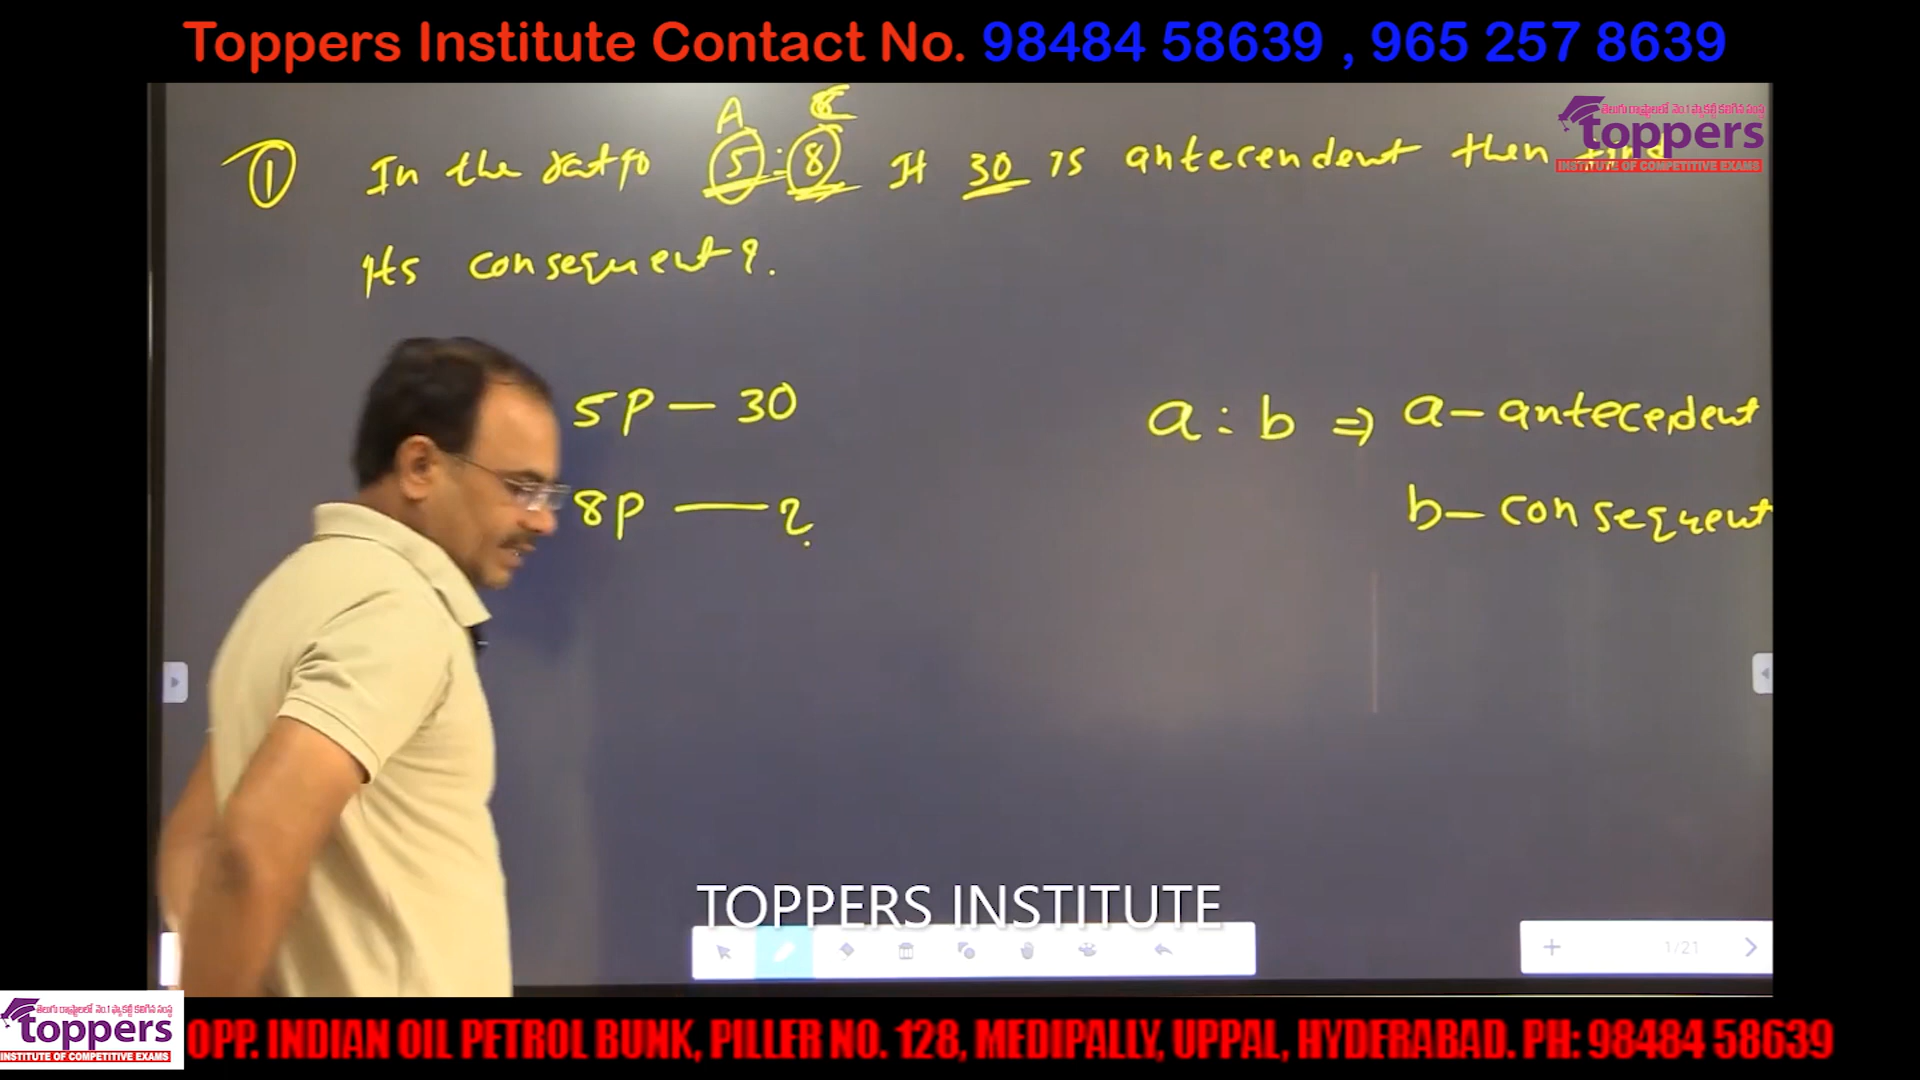 Toppers Institute Contact No. 98484 58639 , 965 257 8639
A C
① In the ratio 5:8 If 30 is antecendent then find
its consequent?.
5P — 30
8P — ?
a : b ⇒ a – antecedent
b – consequent
toppers
INSTITUTE OF COMPETITIVE EXAMS
TOPPERS INSTITUTE
1/21
toppers
INSTITUTE OF COMPETITIVE EXAMS
OPP. INDIAN OIL PETROL BUNK, PILLER NO. 128, MEDIPALLY, UPPAL, HYDERABAD. PH: 98484 58639